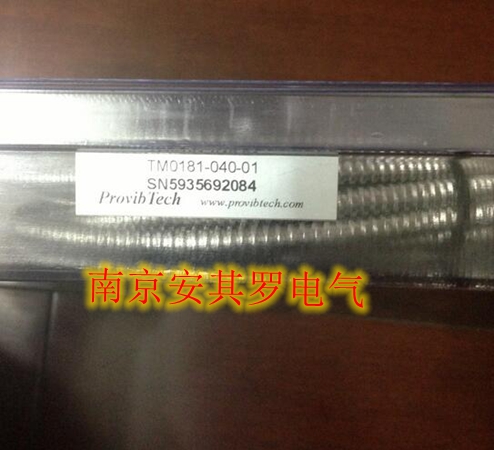 TM0181-040-01
SN5935692084
ProvibTech www.provibtech.com
南京安其罗电气